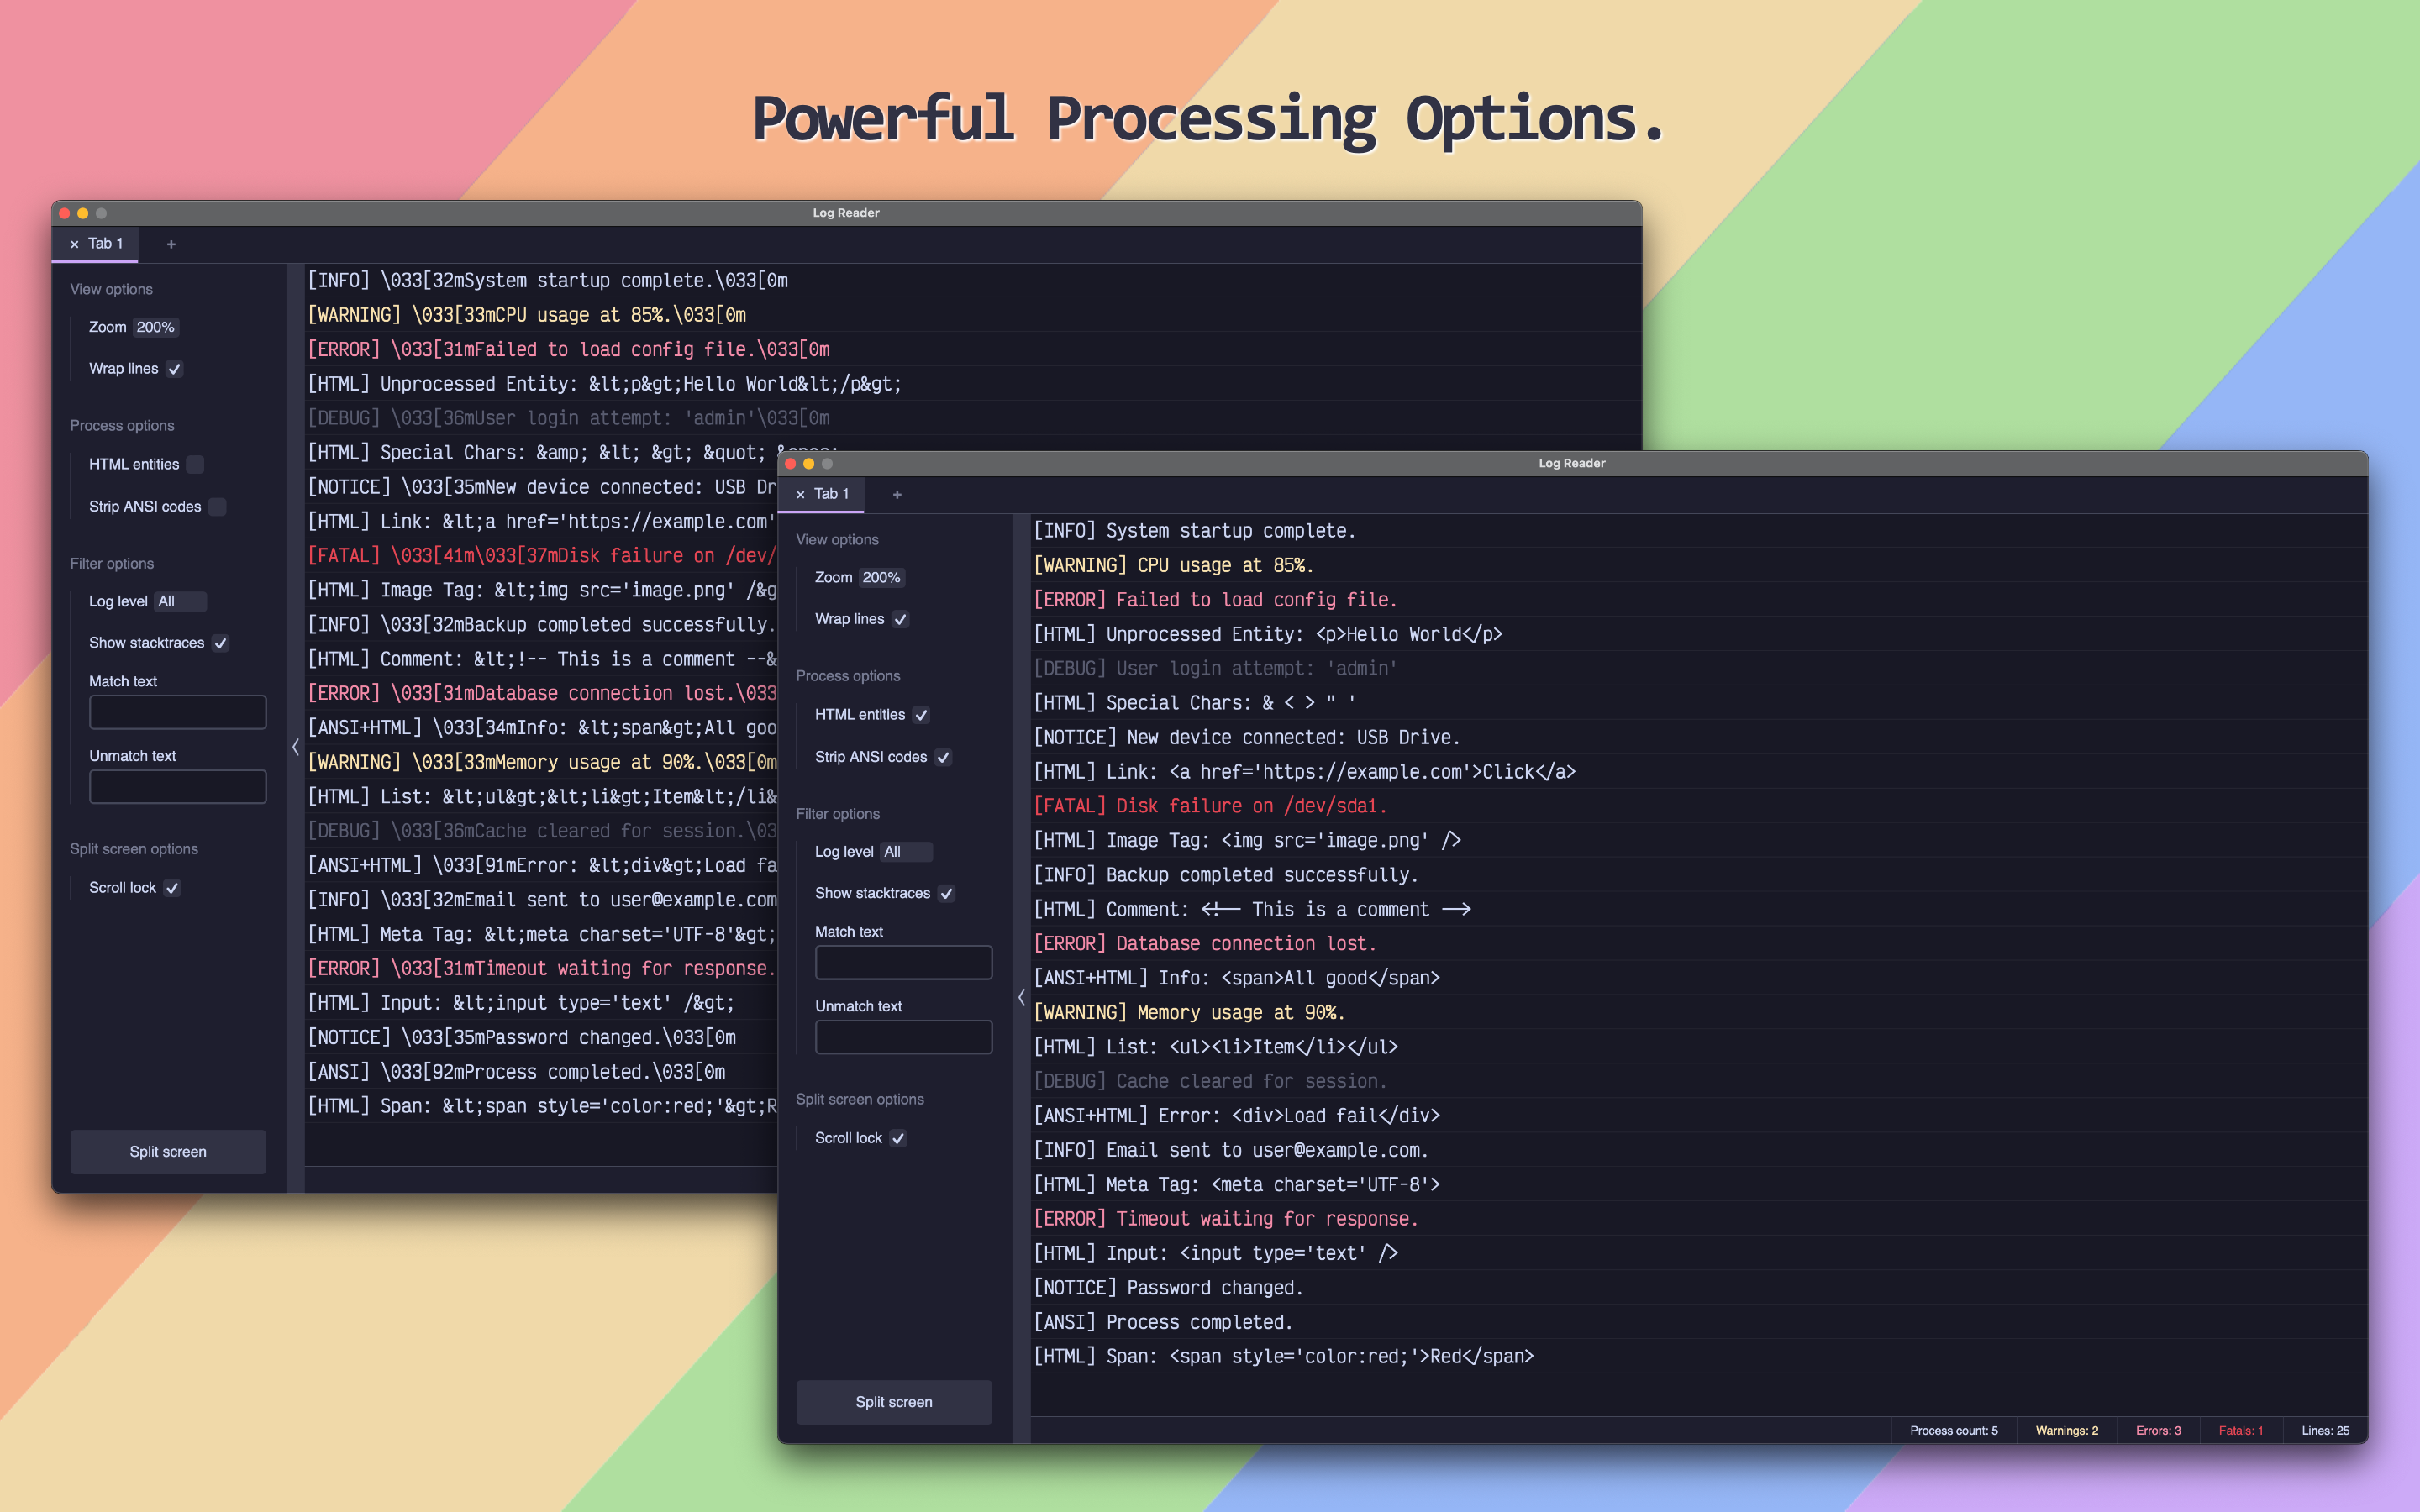 Powerful Processing Options.
Log Reader
× Tab 1 +
View options
Zoom 200%
Wrap lines
Process options
HTML entities
Strip ANSI codes
Filter options
Log level All
Show stacktraces
Match text
Unmatch text
Split screen options
Scroll lock
Split screen
[INFO] \033[32mSystem startup complete.\033[0m
[WARNING] \033[33mCPU usage at 85%.\033[0m
[ERROR] \033[31mFailed to load config file.\033[0m
[HTML] Unprocessed Entity: &lt;p&gt;Hello World&lt;/p&gt;
[DEBUG] \033[36mUser login attempt: 'admin'\033[0m
[HTML] Special Chars: &amp; &lt; &gt; &quot;
[NOTICE] \033[35mNew device connected: USB Dr
[HTML] Link: &lt;a href='https://example.com'
[FATAL] \033[41m\033[37mDisk failure on /dev/
[HTML] Image Tag: &lt;img src='image.png' /&g
[INFO] \033[32mBackup completed successfully.
[HTML] Comment: &lt;!-- This is a comment --&
[ERROR] \033[31mDatabase connection lost.\033
[ANSI+HTML] \033[34mInfo: &lt;span&gt;All goo
[WARNING] \033[33mMemory usage at 90%.\033[0m
[HTML] List: &lt;ul&gt;&lt;li&gt;Item&lt;/li&
[DEBUG] \033[36mCache cleared for session.\03
[ANSI+HTML] \033[91mError: &lt;div&gt;Load fa
[INFO] \033[32mEmail sent to user@example.com
[HTML] Meta Tag: &lt;meta charset='UTF-8'&gt;
[ERROR] \033[31mTimeout waiting for response.
[HTML] Input: &lt;input type='text' /&gt;
[NOTICE] \033[35mPassword changed.\033[0m
[ANSI] \033[92mProcess completed.\033[0m
[HTML] Span: &lt;span style='color:red;'&gt;R
Log Reader
× Tab 1 +
View options
Zoom 200%
Wrap lines
Process options
HTML entities
Strip ANSI codes
Filter options
Log level All
Show stacktraces
Match text
Unmatch text
Split screen options
Scroll lock
Split screen
[INFO] System startup complete.
[WARNING] CPU usage at 85%.
[ERROR] Failed to load config file.
[HTML] Unprocessed Entity: <p>Hello World</p>
[DEBUG] User login attempt: 'admin'
[HTML] Special Chars: & < > " '
[NOTICE] New device connected: USB Drive.
[HTML] Link: <a href='https://example.com'>Click</a>
[FATAL] Disk failure on /dev/sda1.
[HTML] Image Tag: <img src='image.png' />
[INFO] Backup completed successfully.
[HTML] Comment: <!-- This is a comment -->
[ERROR] Database connection lost.
[ANSI+HTML] Info: <span>All good</span>
[WARNING] Memory usage at 90%.
[HTML] List: <ul><li>Item</li></ul>
[DEBUG] Cache cleared for session.
[ANSI+HTML] Error: <div>Load fail</div>
[INFO] Email sent to user@example.com.
[HTML] Meta Tag: <meta charset='UTF-8'>
[ERROR] Timeout waiting for response.
[HTML] Input: <input type='text' />
[NOTICE] Password changed.
[ANSI] Process completed.
[HTML] Span: <span style='color:red;'>Red</span>
Process count: 5 Warnings: 2 Errors: 3 Fatals: 1 Lines: 25